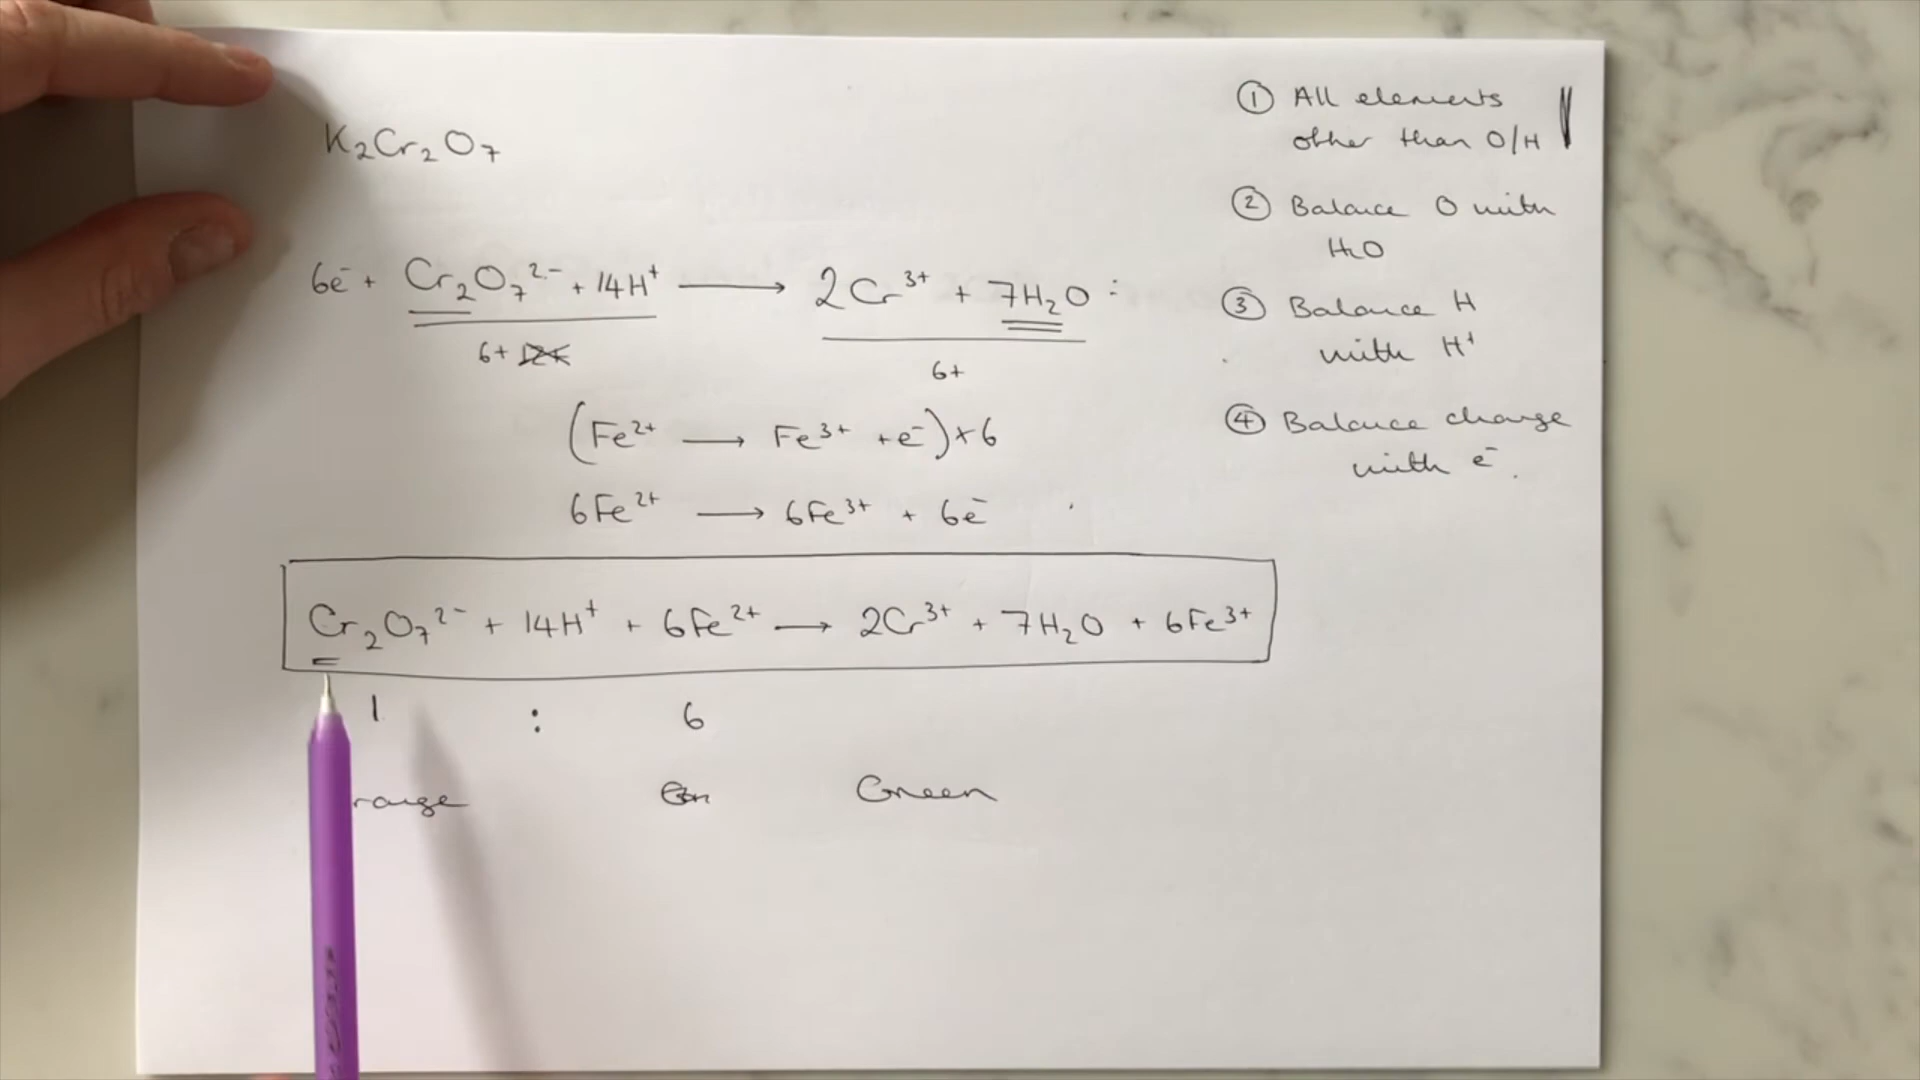 K₂Cr₂O₇
6e⁻ + Cr₂O₇²⁻ + 14H⁺ ⟶ 2Cr³⁺ + 7H₂O :
6+
6+
(Fe²⁺ ⟶ Fe³⁺ + e⁻) × 6
6Fe²⁺ ⟶ 6Fe³⁺ + 6e⁻
Cr₂O₇²⁻ + 14H⁺ + 6Fe²⁺ ⟶ 2Cr³⁺ + 7H₂O + 6Fe³⁺
1 : 6
range Green
① All elements
other than O/H
② Balance O with
H₂O
③ Balance H
with H⁺
④ Balance charge
with e⁻.